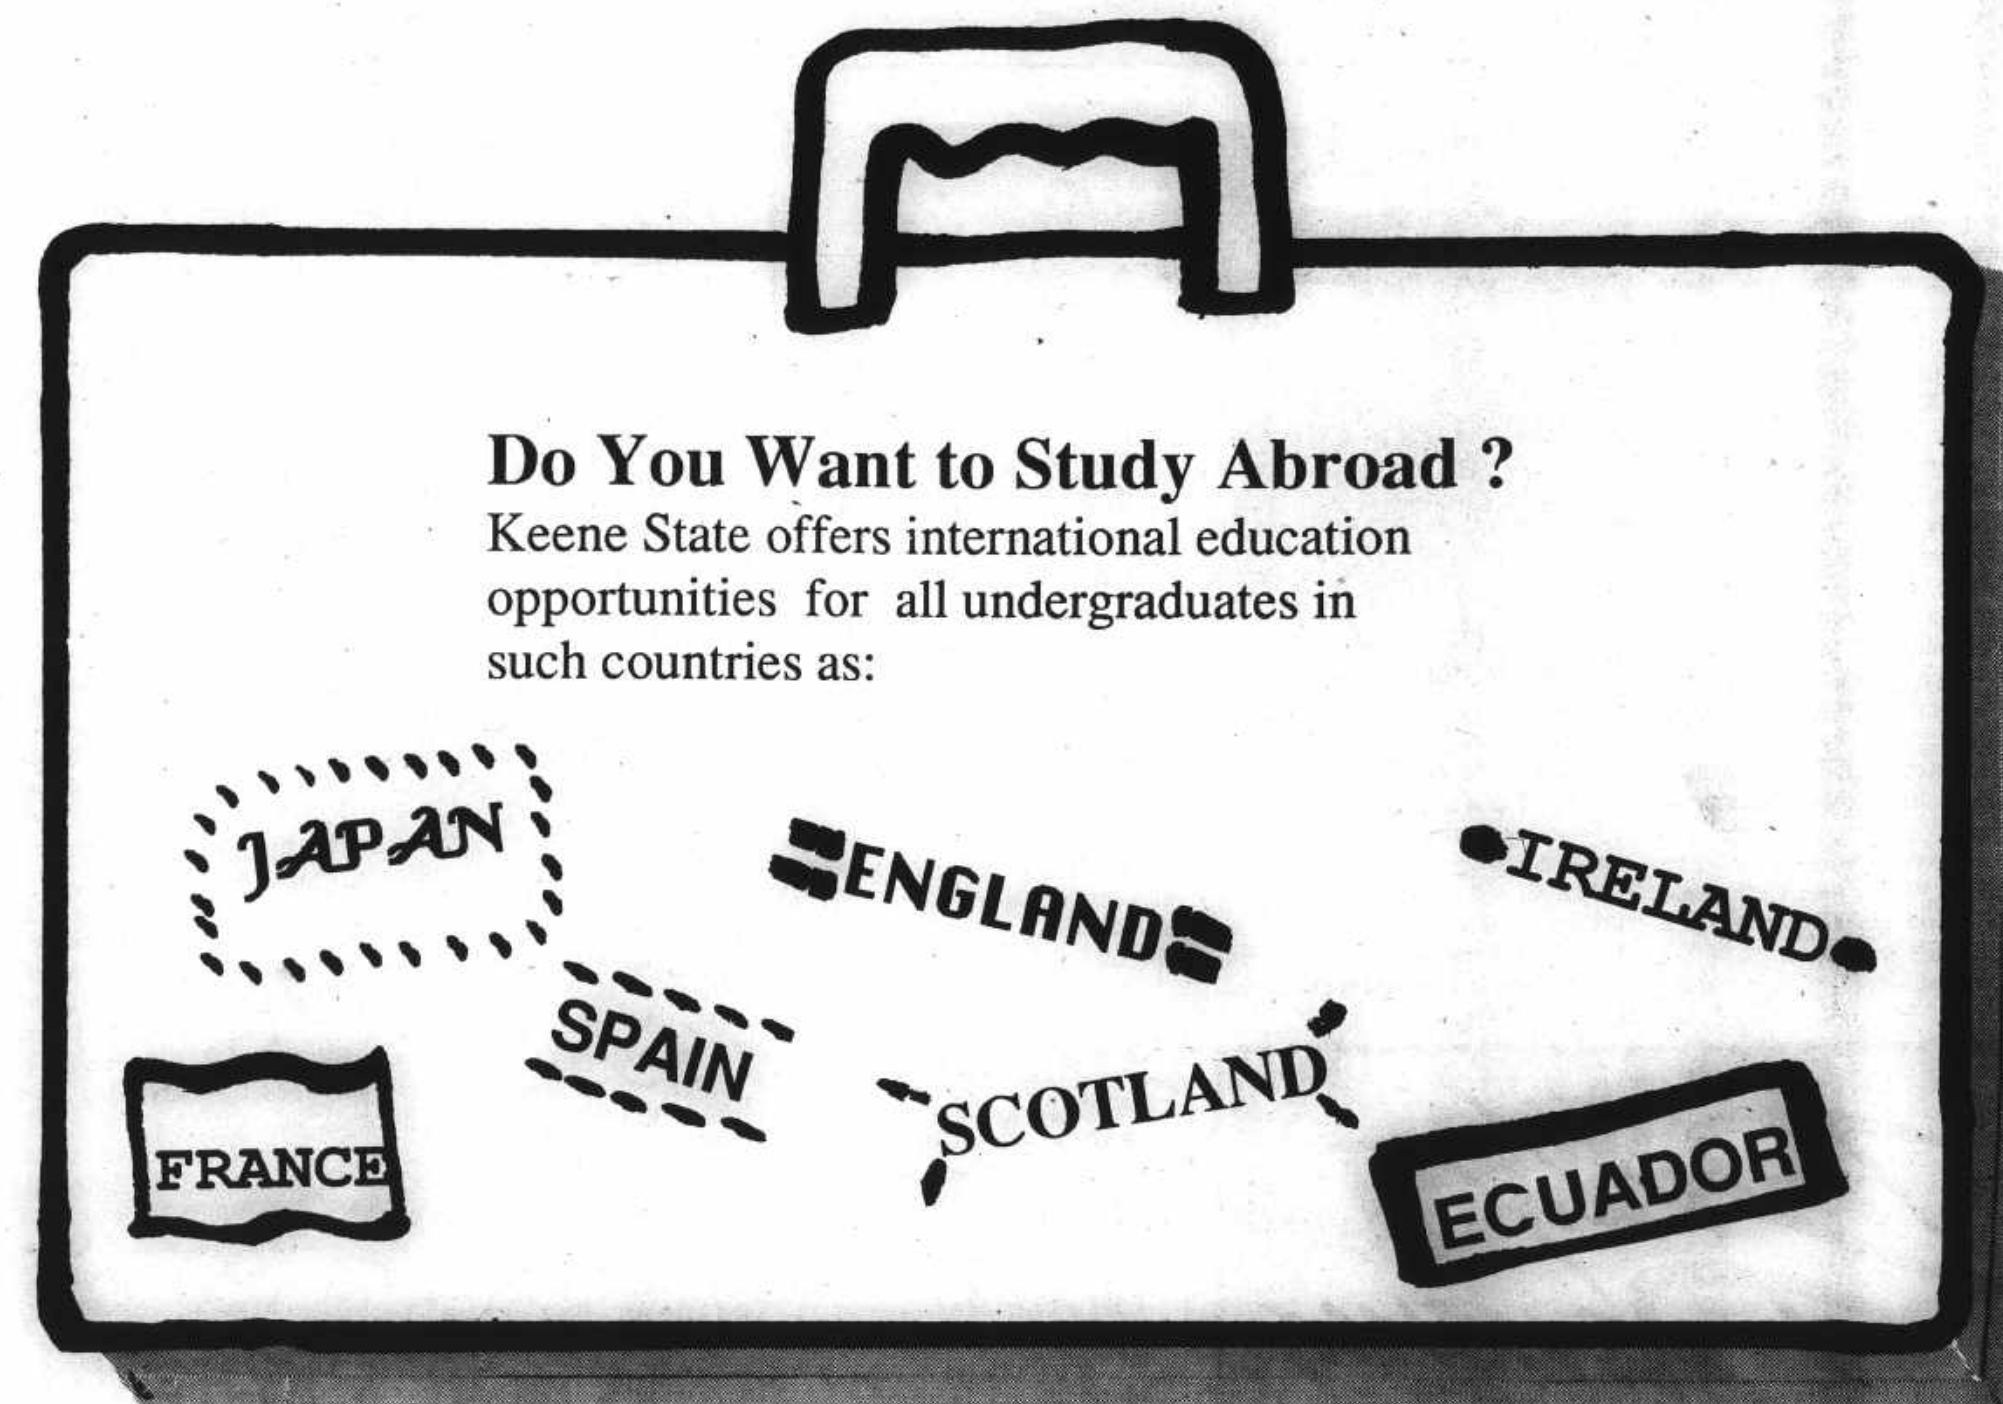 Do You Want to Study Abroad ?
Keene State offers international education
opportunities for all undergraduates in
such countries as:
JAPAN
ENGLAND
IRELAND
SPAIN
SCOTLAND
FRANCE
ECUADOR